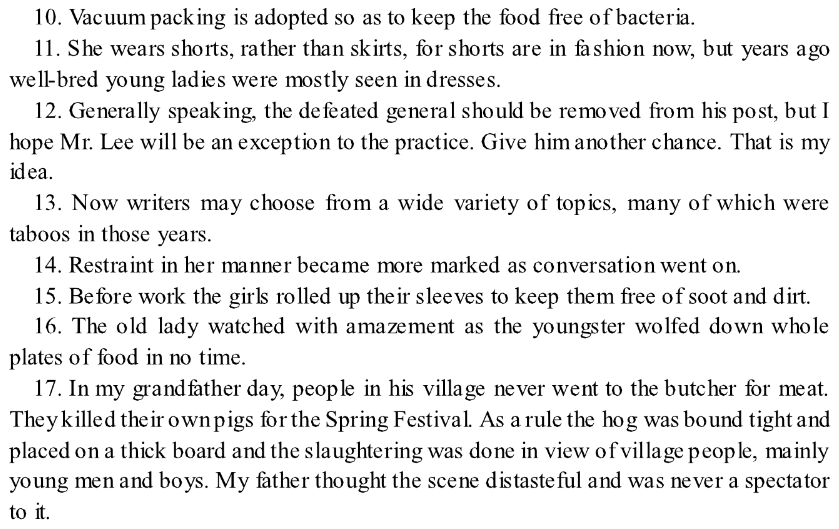 10. Vacuum packing is adopted so as to keep the food free of bacteria.
11. She wears shorts, rather than skirts, for shorts are in fashion now, but years ago
well-bred young ladies were mostly seen in dresses.
12. Generally speaking, the defeated general should be removed from his post, but I
hope Mr. Lee will be an exception to the practice. Give him another chance. That is my
idea.
13. Now writers may choose from a wide variety of topics, many of which were
taboos in those years.
14. Restraint in her manner became more marked as conversation went on.
15. Before work the girls rolled up their sleeves to keep them free of soot and dirt.
16. The old lady watched with amazement as the youngster wolfed down whole
plates of food in no time.
17. In my grandfather day, people in his village never went to the butcher for meat.
They killed their own pigs for the Spring Festival. As a rule the hog was bound tight and
placed on a thick board and the slaughtering was done in view of village people, mainly
young men and boys. My father thought the scene distasteful and was never a spectator
to it.